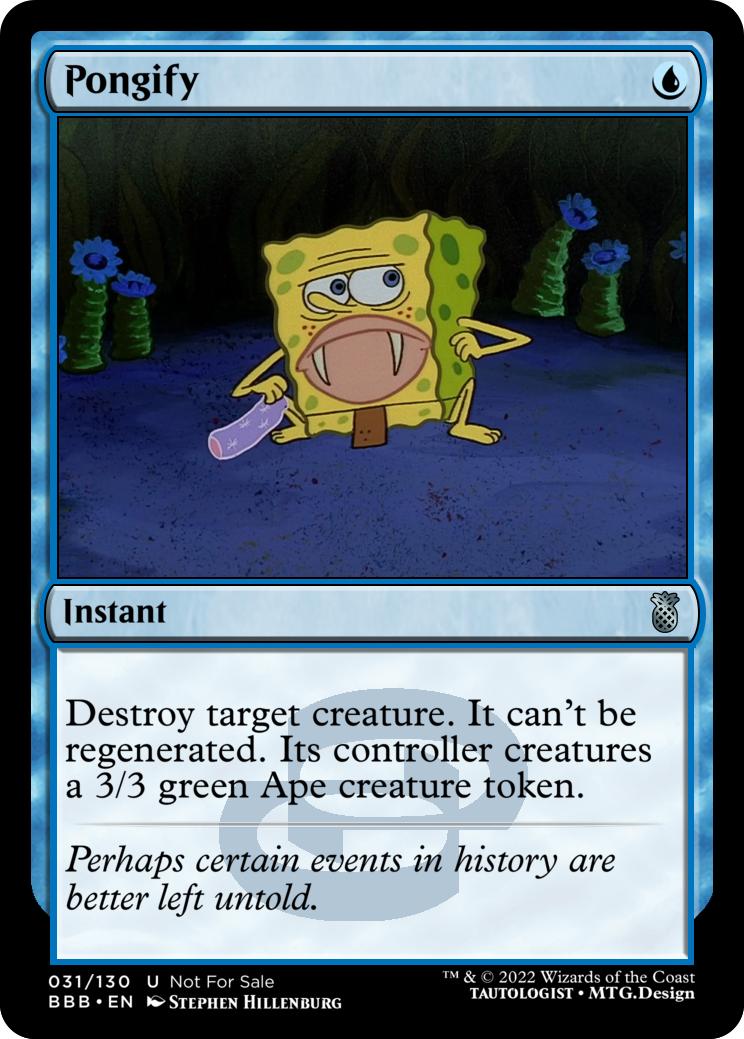 Pongify
Instant
Destroy target creature. It can't be
regenerated. Its controller creatures
a 3/3 green Ape creature token.
Perhaps certain events in history are
better left untold.
031/130 U Not For Sale
BBB • EN STEPHEN HILLENBURG
™ & © 2022 Wizards of the Coast
TAUTOLOGIST • MTG.Design